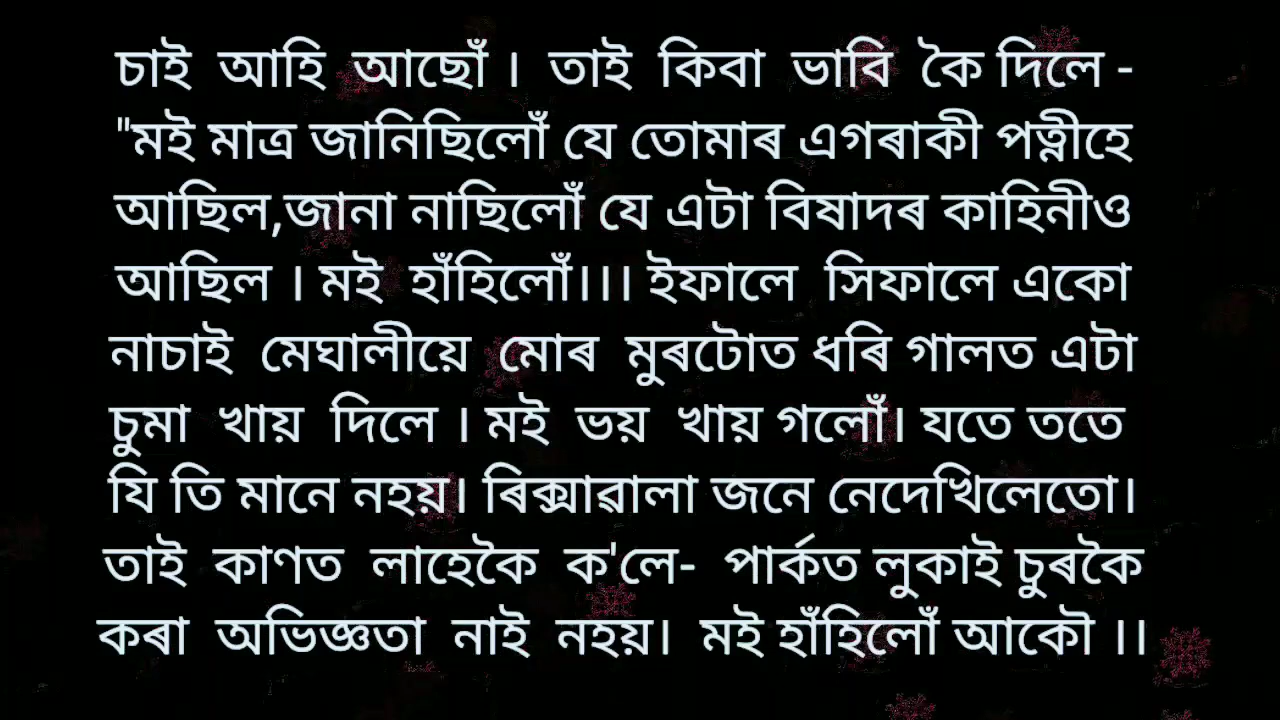 চাই আহি আছোঁ । তাই কিবা ভাবি কৈ দিলে -
"মই মাত্ৰ জানিছিলোঁ যে তোমাৰ এগৰাকী পত্নীহে
আছিল,জানা নাছিলোঁ যে এটা বিষাদৰ কাহিনীও
আছিল । মই হাঁহিলোঁ।।। ইফালে সিফালে একো
নাচাই মেঘালীয়ে মোৰ মুৰটোত ধৰি গালত এটা
চুমা খায় দিলে । মই ভয় খায় গলোঁ। যতে ততে
যি তি মানে নহয়। ৰিক্সাৱালা জনে নেদেখিলেতো।
তাই কাণত লাহেকৈ ক'লে- পাৰ্কত লুকাই চুৰকৈ
কৰা অভিজ্ঞতা নাই নহয়। মই হাঁহিলোঁ আকৌ ।।